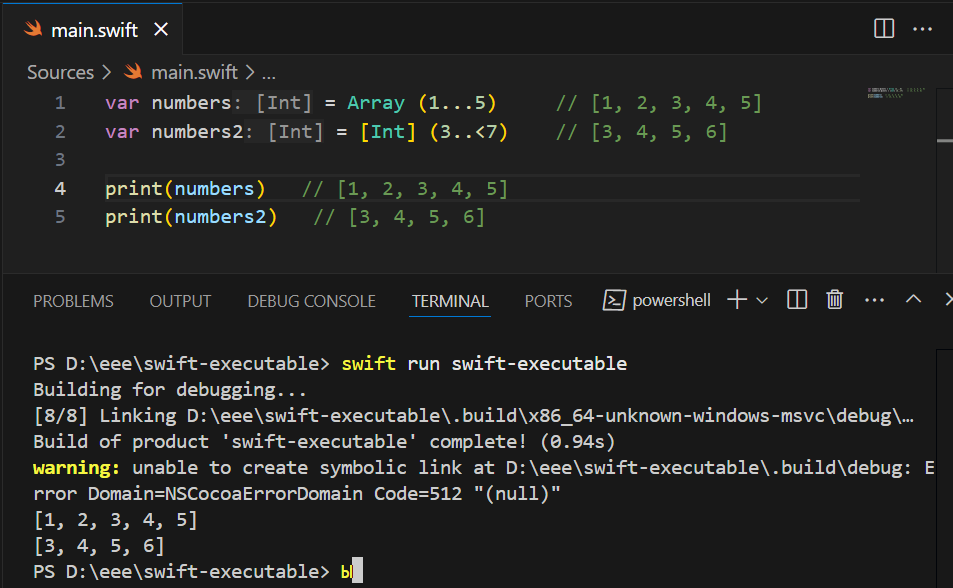 main.swift
Sources > main.swift > ...
1 var numbers: [Int] = Array (1...5)     // [1, 2, 3, 4, 5]
2 var numbers2: [Int] = [Int] (3..<7)    // [3, 4, 5, 6]
3
4 print(numbers)   // [1, 2, 3, 4, 5]
5 print(numbers2)   // [3, 4, 5, 6]
PROBLEMS OUTPUT DEBUG CONSOLE TERMINAL PORTS powershell
PS D:\eee\swift-executable> swift run swift-executable
Building for debugging...
[8/8] Linking D:\eee\swift-executable\.build\x86_64-unknown-windows-msvc\debug\…
Build of product 'swift-executable' complete! (0.94s)
warning: unable to create symbolic link at D:\eee\swift-executable\.build\debug: E
rror Domain=NSCocoaErrorDomain Code=512 "(null)"
[1, 2, 3, 4, 5]
[3, 4, 5, 6]
PS D:\eee\swift-executable>